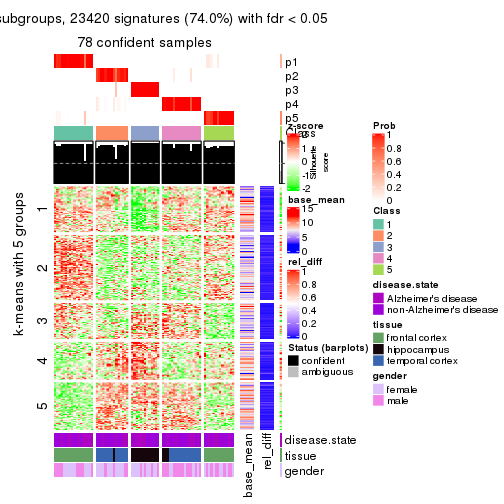 subgroups, 23420 signatures (74.0%) with fdr < 0.05
78 confident samples
p1
p2
p3
p4
p5
Class
Silhouette
score
k-means with 5 groups
1
2
3
4
5
z-score
-2
base_mean
15
10
5
0
rel_diff
1
0.8
0.6
0.4
0.2
0
Status (barplots)
confident
ambiguous
Prob
1
0.8
0.6
0.4
0.2
0
Class
1
2
3
4
5
disease.state
Alzheimer's disease
non-Alzheimer's disease
tissue
frontal cortex
hippocampus
temporal cortex
gender
female
male
disease.state
tissue
gender
base_mean
rel_diff